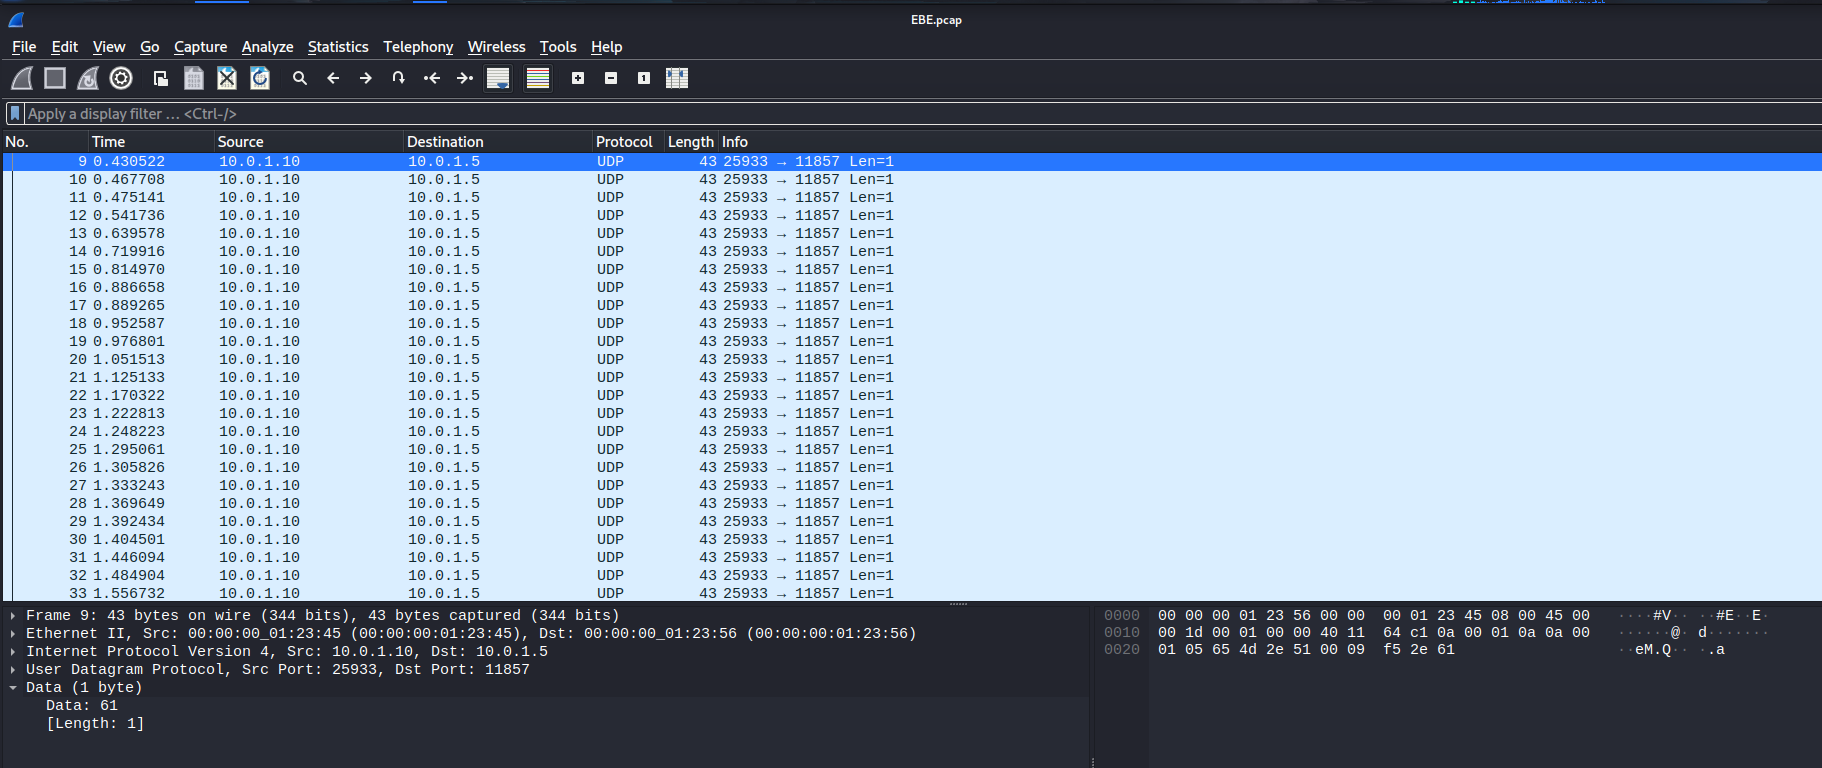 EBE.pcap
File Edit View Go Capture Analyze Statistics Telephony Wireless Tools Help
Apply a display filter … <Ctrl-/>
No. Time Source Destination Protocol Length Info
9 0.430522 10.0.1.10 10.0.1.5 UDP 43 25933 → 11857 Len=1
10 0.467708 10.0.1.10 10.0.1.5 UDP 43 25933 → 11857 Len=1
11 0.475141 10.0.1.10 10.0.1.5 UDP 43 25933 → 11857 Len=1
12 0.541736 10.0.1.10 10.0.1.5 UDP 43 25933 → 11857 Len=1
13 0.639578 10.0.1.10 10.0.1.5 UDP 43 25933 → 11857 Len=1
14 0.719916 10.0.1.10 10.0.1.5 UDP 43 25933 → 11857 Len=1
15 0.814970 10.0.1.10 10.0.1.5 UDP 43 25933 → 11857 Len=1
16 0.886658 10.0.1.10 10.0.1.5 UDP 43 25933 → 11857 Len=1
17 0.889265 10.0.1.10 10.0.1.5 UDP 43 25933 → 11857 Len=1
18 0.952587 10.0.1.10 10.0.1.5 UDP 43 25933 → 11857 Len=1
19 0.976801 10.0.1.10 10.0.1.5 UDP 43 25933 → 11857 Len=1
20 1.051513 10.0.1.10 10.0.1.5 UDP 43 25933 → 11857 Len=1
21 1.125133 10.0.1.10 10.0.1.5 UDP 43 25933 → 11857 Len=1
22 1.170322 10.0.1.10 10.0.1.5 UDP 43 25933 → 11857 Len=1
23 1.222813 10.0.1.10 10.0.1.5 UDP 43 25933 → 11857 Len=1
24 1.248223 10.0.1.10 10.0.1.5 UDP 43 25933 → 11857 Len=1
25 1.295061 10.0.1.10 10.0.1.5 UDP 43 25933 → 11857 Len=1
26 1.305826 10.0.1.10 10.0.1.5 UDP 43 25933 → 11857 Len=1
27 1.333243 10.0.1.10 10.0.1.5 UDP 43 25933 → 11857 Len=1
28 1.369649 10.0.1.10 10.0.1.5 UDP 43 25933 → 11857 Len=1
29 1.392434 10.0.1.10 10.0.1.5 UDP 43 25933 → 11857 Len=1
30 1.404501 10.0.1.10 10.0.1.5 UDP 43 25933 → 11857 Len=1
31 1.446094 10.0.1.10 10.0.1.5 UDP 43 25933 → 11857 Len=1
32 1.484904 10.0.1.10 10.0.1.5 UDP 43 25933 → 11857 Len=1
33 1.556732 10.0.1.10 10.0.1.5 UDP 43 25933 → 11857 Len=1
Frame 9: 43 bytes on wire (344 bits), 43 bytes captured (344 bits)
Ethernet II, Src: 00:00:00_01:23:45 (00:00:00:01:23:45), Dst: 00:00:00_01:23:56 (00:00:00:01:23:56)
Internet Protocol Version 4, Src: 10.0.1.10, Dst: 10.0.1.5
User Datagram Protocol, Src Port: 25933, Dst Port: 11857
Data (1 byte)
Data: 61
[Length: 1]
0000 00 00 00 01 23 56 00 00 00 01 23 45 08 00 45 00 ····#V·· ··#E··E·
0010 00 1d 00 01 00 00 40 11 64 c1 0a 00 01 0a 0a 00 ······@· d·······
0020 01 05 65 4d 2e 51 00 09 f5 2e 61 ··eM.Q·· ·.a